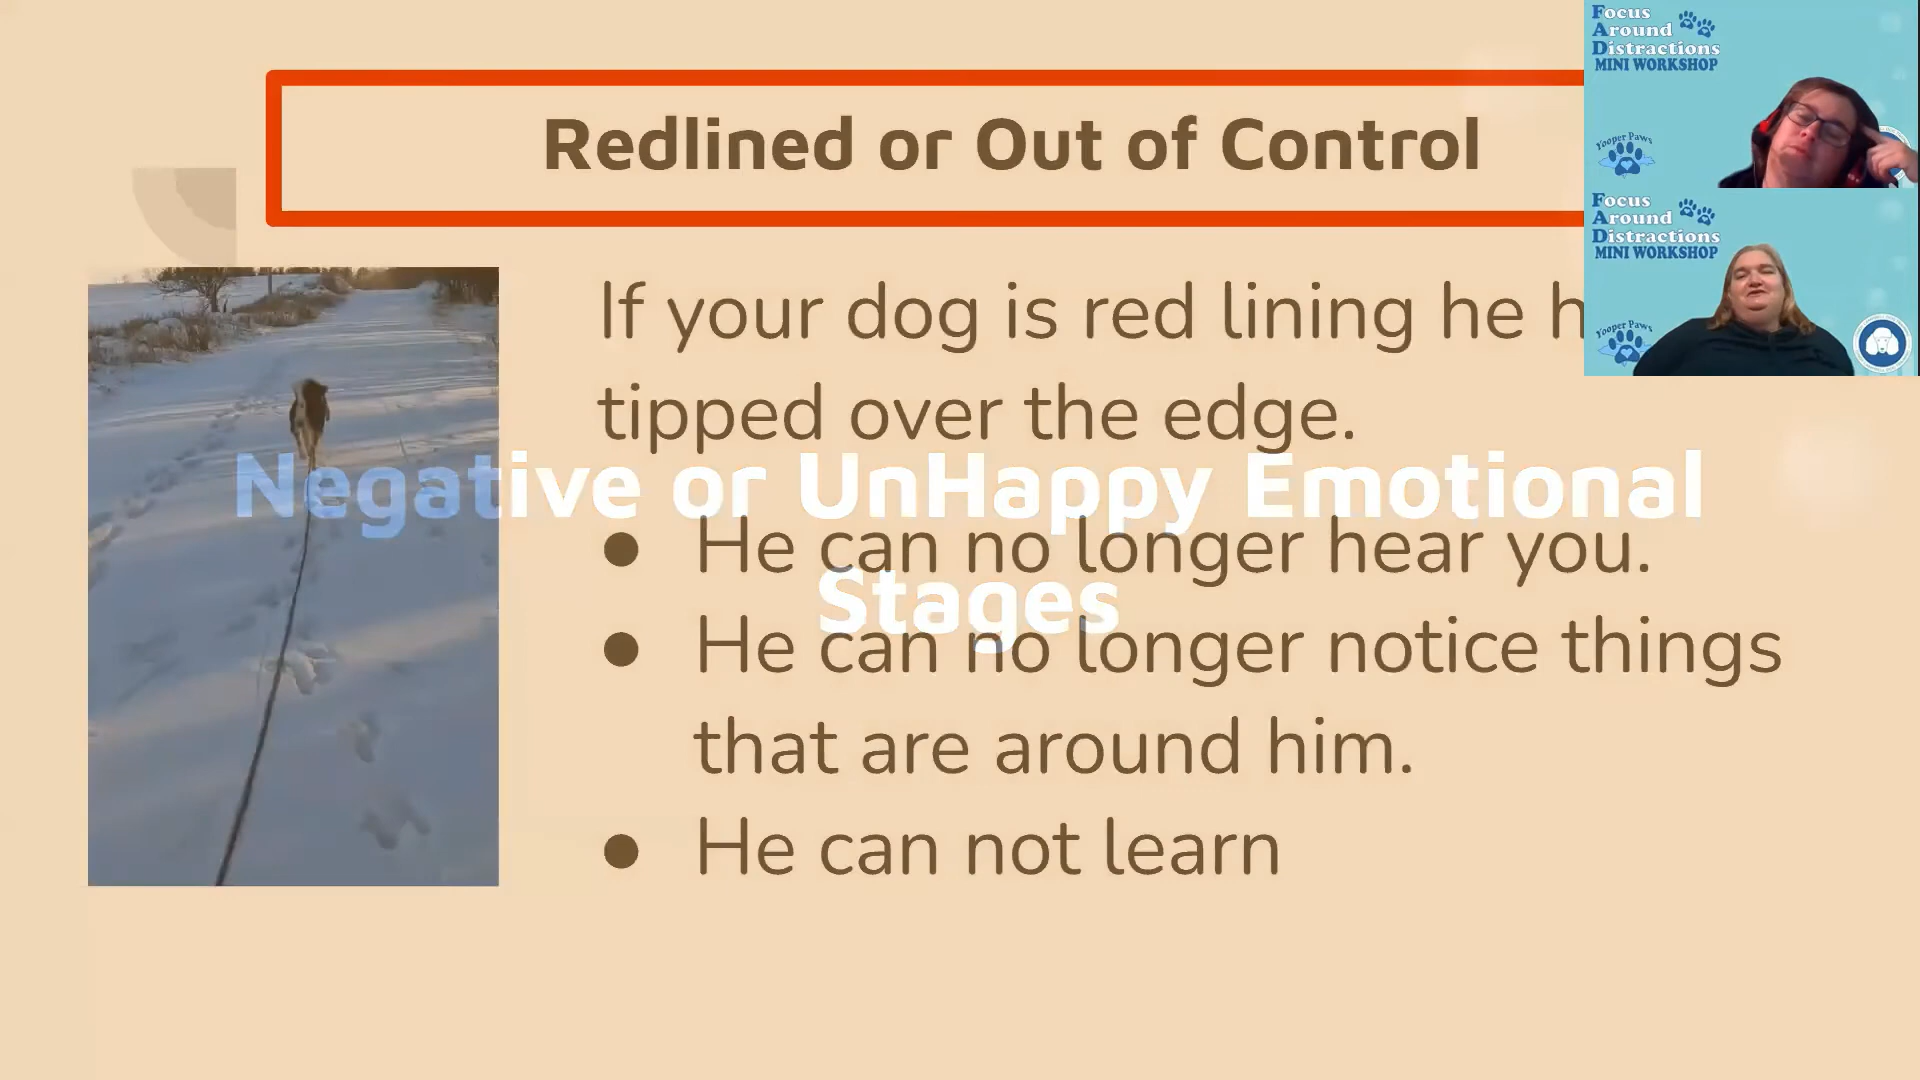 Redlined or Out of Control
If your dog is red lining he
tipped over the edge.
Negative or UnHappy Emotional
Stages
● He can no longer hear you.
● He can no longer notice things
that are around him.
● He can not learn
Focus
Around
Distractions
MINI WORKSHOP
Yooper Paws
Focus
Around
Distractions
MINI WORKSHOP
Yooper Paws